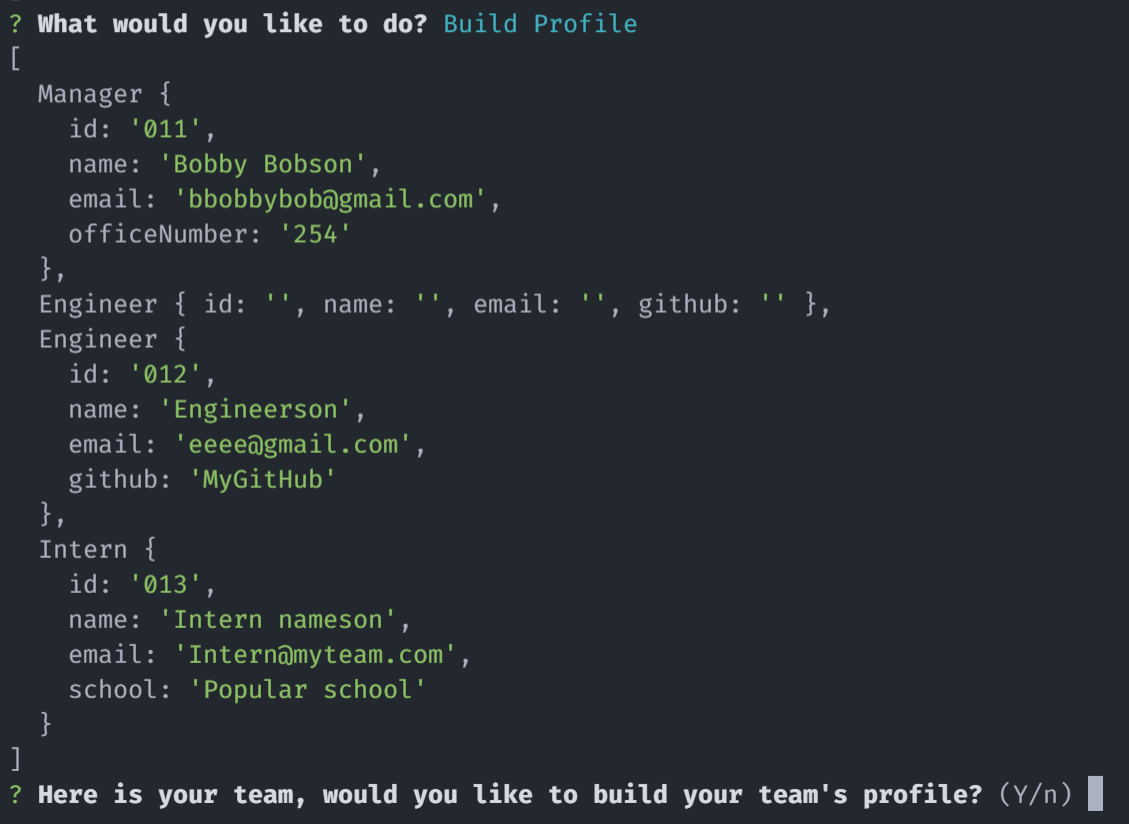 ? What would you like to do? Build Profile
[
  Manager {
    id: '011',
    name: 'Bobby Bobson',
    email: 'bbobbybob@gmail.com',
    officeNumber: '254'
  },
  Engineer { id: '', name: '', email: '', github: '' },
  Engineer {
    id: '012',
    name: 'Engineerson',
    email: 'eeee@gmail.com',
    github: 'MyGitHub'
  },
  Intern {
    id: '013',
    name: 'Intern nameson',
    email: 'Intern@myteam.com',
    school: 'Popular school'
  }
]
? Here is your team, would you like to build your team's profile? (Y/n)